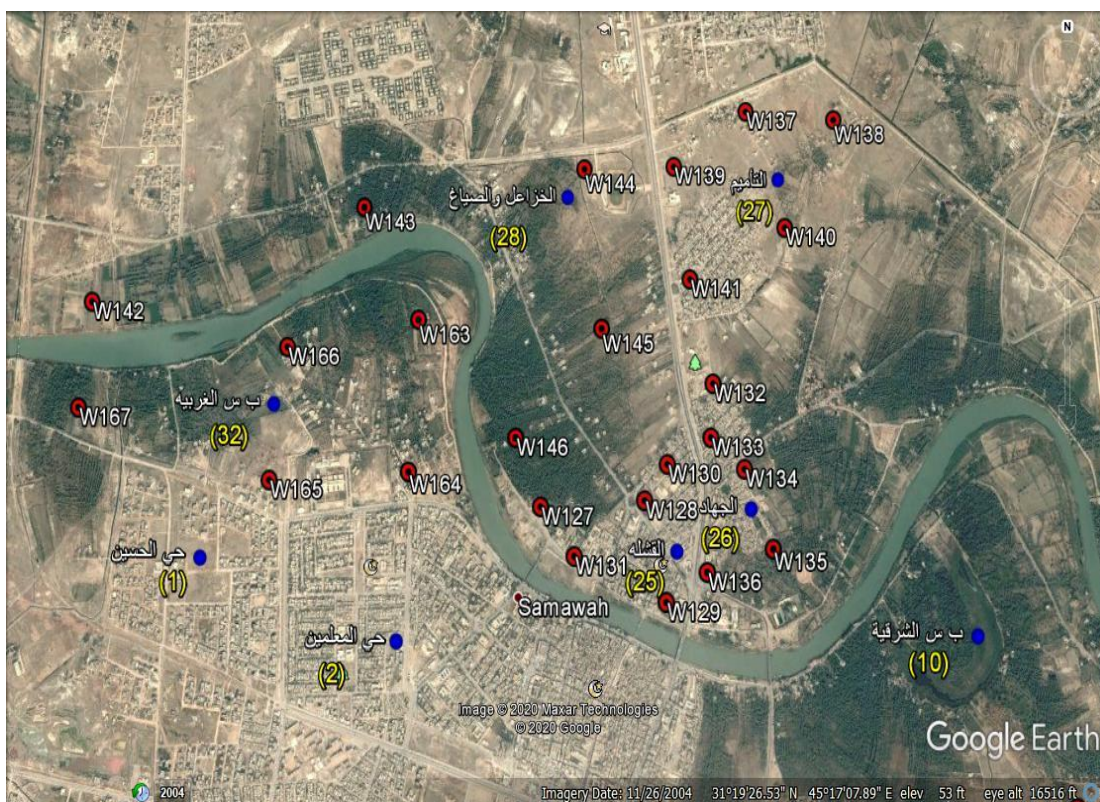 N
W137
W138
W139
W144
التأميم
(27)
الخزاعل والصياغ
(28)
W143
W140
W141
W142
W163
W145
W166
W132
ب س الغربيه
(32)
W167
W146
W133
W130
W134
W165
W164
W127
W128
الجهاد
(26)
حي الحسين
(1)
W131
القشله
(25)
W135
W136
W129
Samawah
حي المعلمين
(2)
ب س الشرقية
(10)
Image © 2020 Maxar Technologies
© 2020 Google
Google Earth
2004
Imagery Date: 11/26/2004 31°19'26.53" N 45°17'07.89" E elev 53 ft eye alt 16516 ft